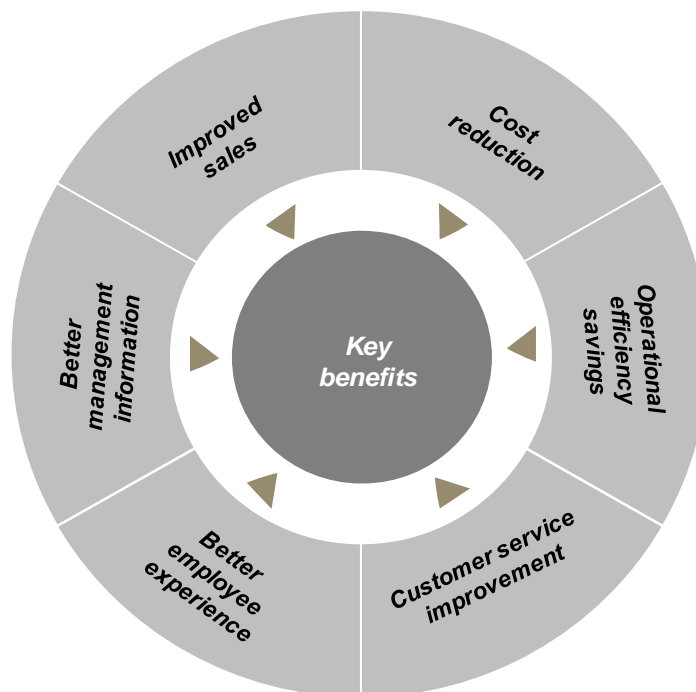 Improved
sales
Cost
reduction
Operational
efficiency
savings
Customer service
improvement
Better
employee
experience
Better
management
information
Key
benefits